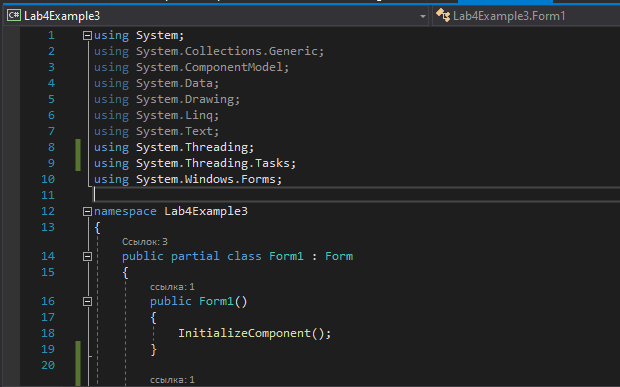 Lab4Example3 Lab4Example3.Form1
1 using System;
2 using System.Collections.Generic;
3 using System.ComponentModel;
4 using System.Data;
5 using System.Drawing;
6 using System.Linq;
7 using System.Text;
8 using System.Threading;
9 using System.Threading.Tasks;
10 using System.Windows.Forms;
11
12 namespace Lab4Example3
13 {
Ссылок: 3
14 public partial class Form1 : Form
15 {
ссылка: 1
16 public Form1()
17 {
18 InitializeComponent();
19 }
20
ссылка: 1